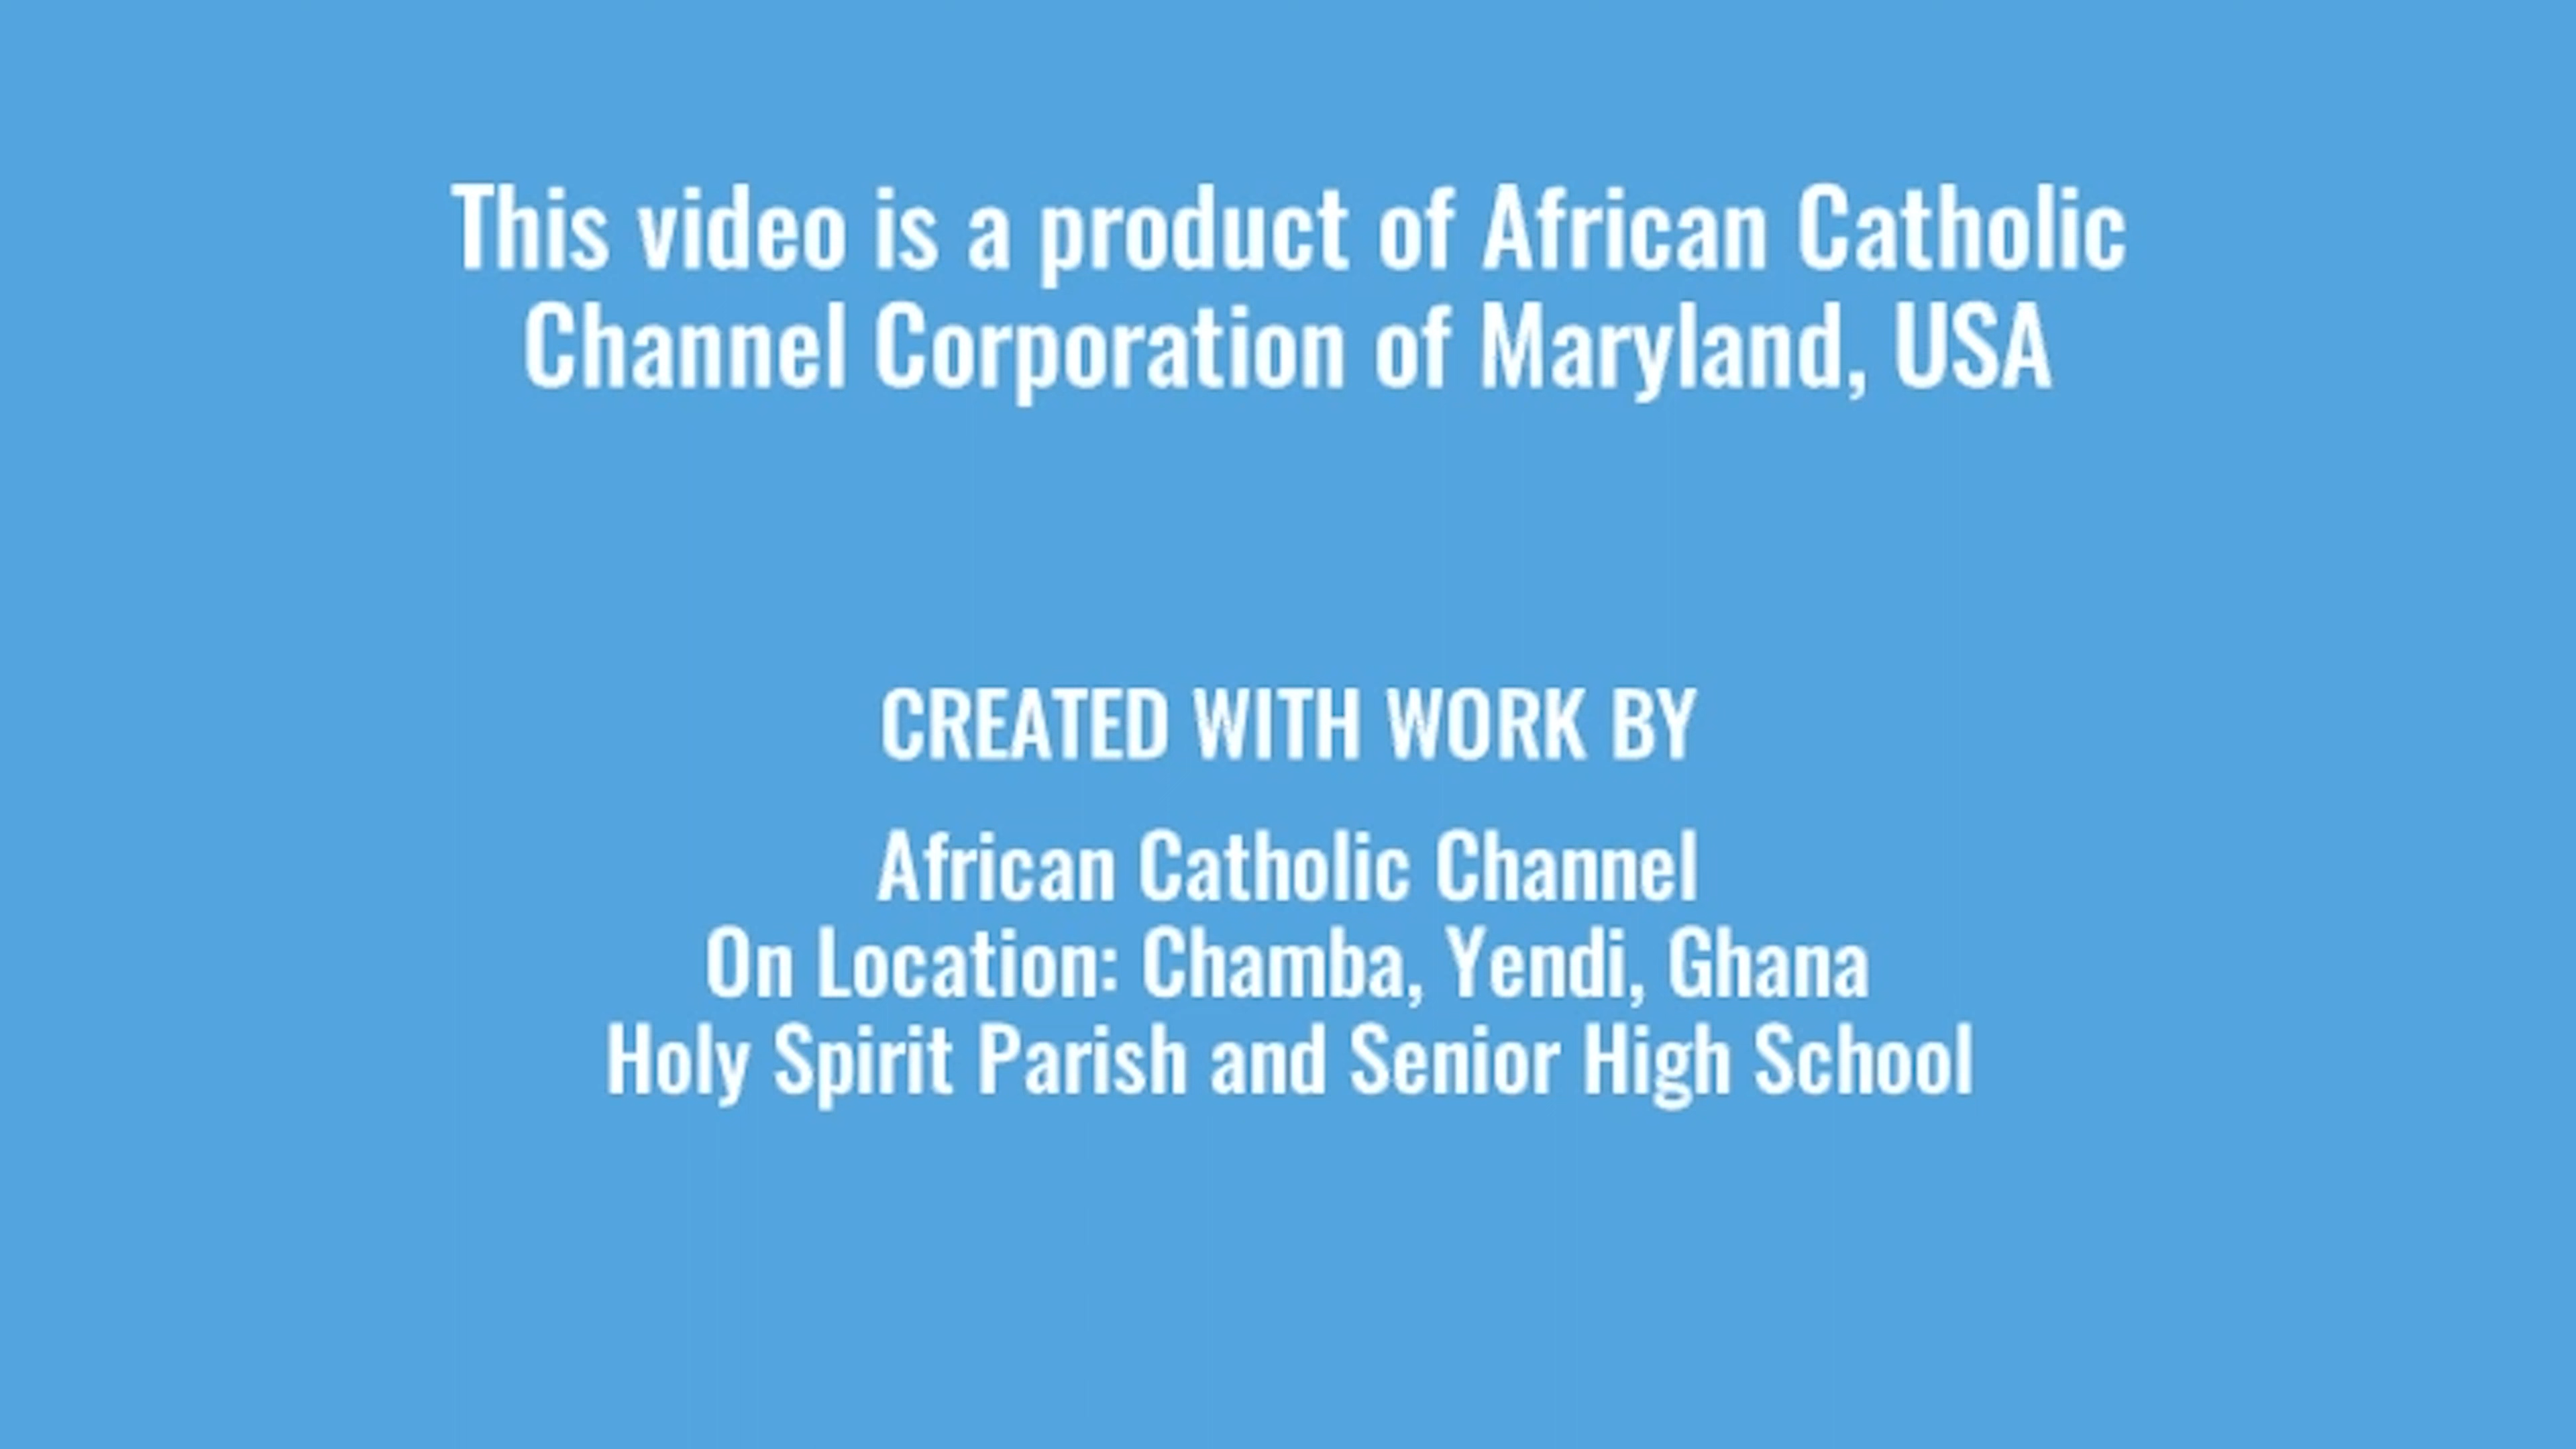 This video is a product of African Catholic
Channel Corporation of Maryland, USA
CREATED WITH WORK BY
African Catholic Channel
On Location: Chamba, Yendi, Ghana
Holy Spirit Parish and Senior High School